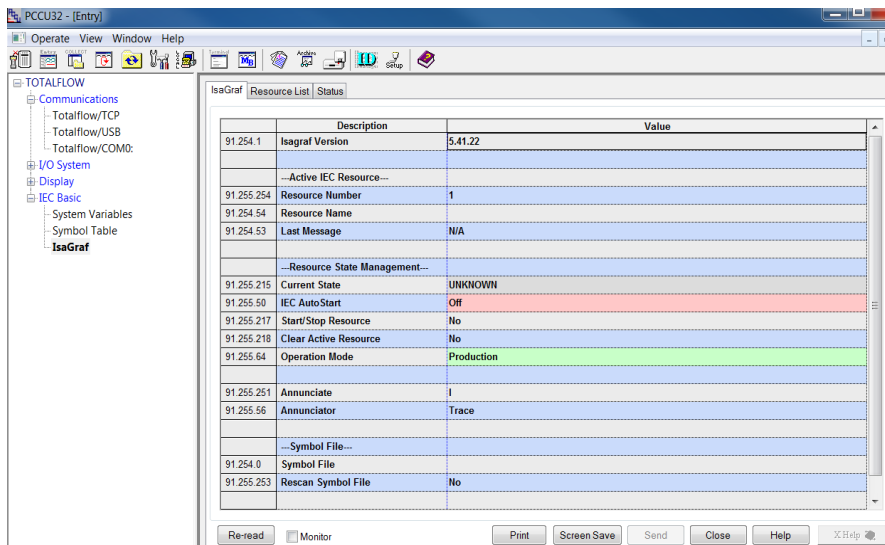 PCCU32 - [Entry]
Operate View Window Help
Entry COLLECT Terminal MB Archive ID Setup
TOTALFLOW
Communications
Totalflow/TCP
Totalflow/USB
Totalflow/COM0:
I/O System
Display
IEC Basic
System Variables
Symbol Table
IsaGraf
IsaGraf Resource List Status
Description Value
91.254.1 Isagraf Version 5.41.22
---Active IEC Resource---
91.255.254 Resource Number 1
91.254.54 Resource Name
91.254.53 Last Message N/A
---Resource State Management---
91.255.215 Current State UNKNOWN
91.255.50 IEC AutoStart Off
91.255.217 Start/Stop Resource No
91.255.218 Clear Active Resource No
91.255.64 Operation Mode Production
91.255.251 Annunciate I
91.255.56 Annunciator Trace
---Symbol File---
91.254.0 Symbol File
91.255.253 Rescan Symbol File No
Re-read Monitor Print Screen Save Send Close Help X Help